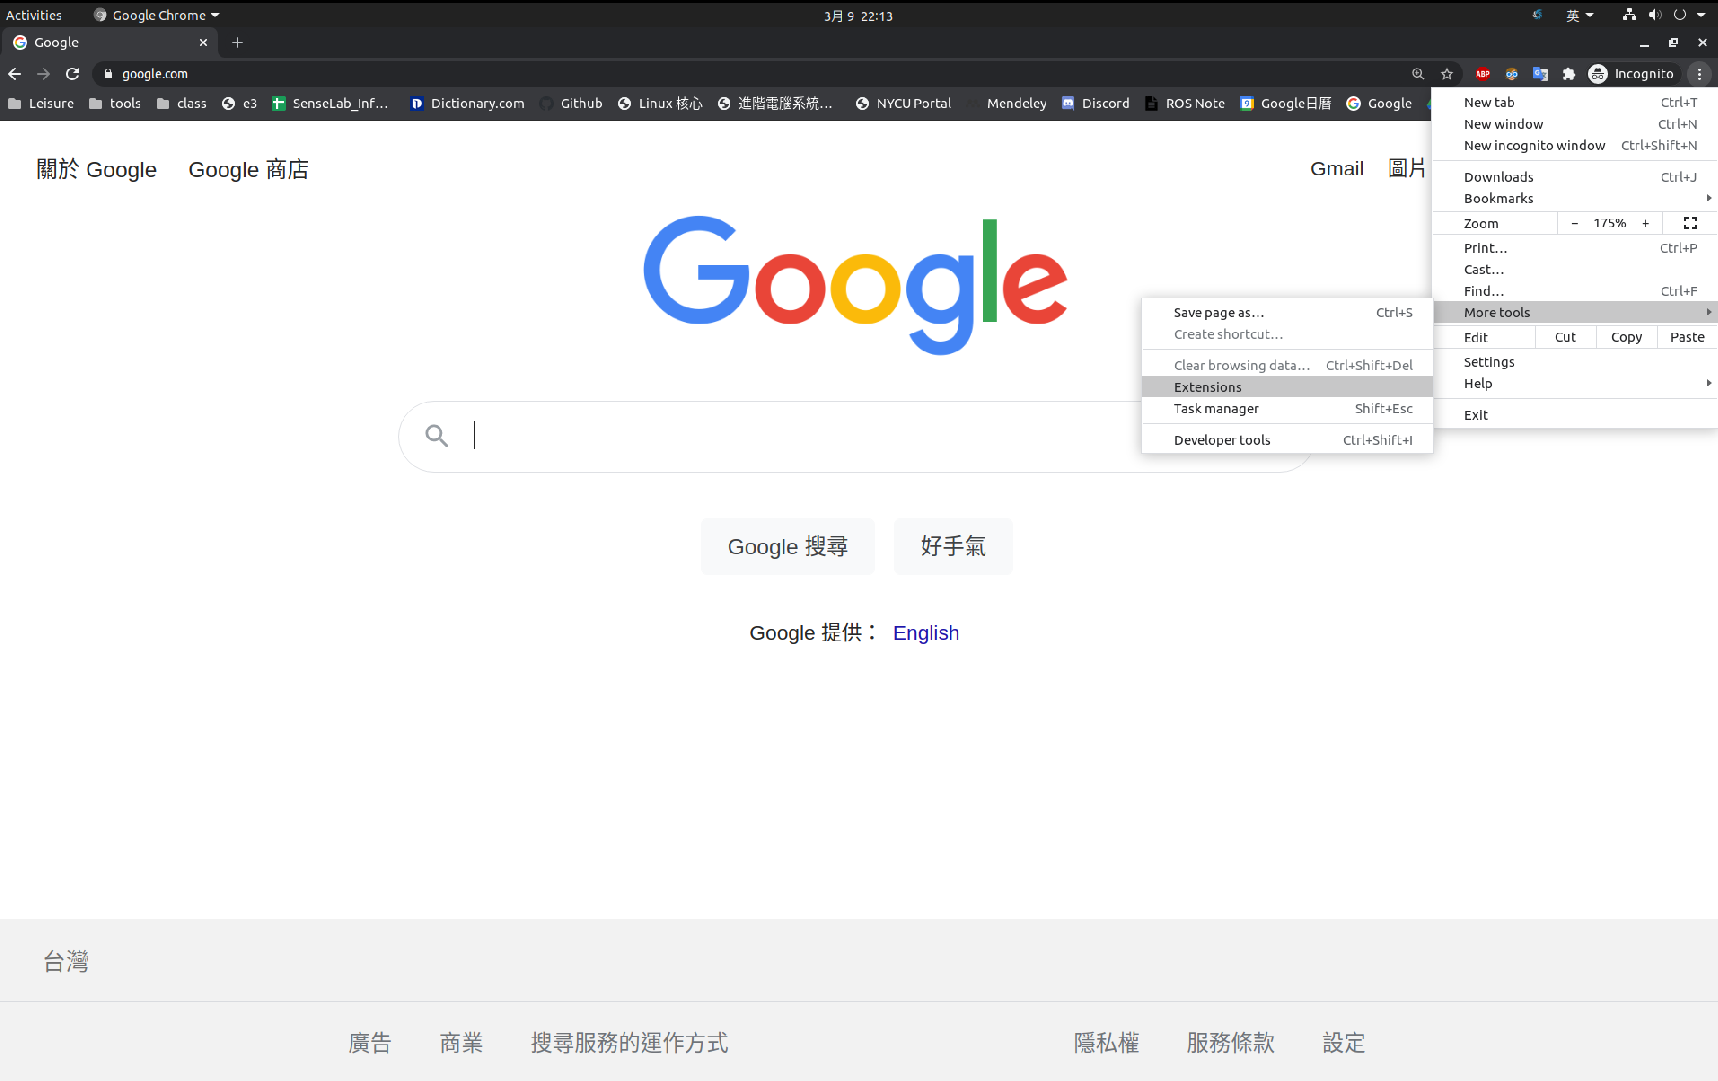 Activities Google Chrome 3月 9 22:13 英
Google
google.com ABP Incognito
Leisure tools class e3 SenseLab_Inf… Dictionary.com Github Linux 核心 進階電腦系統… NYCU Portal Mendeley Discord ROS Note Google日曆 Google
關於 Google Google 商店 Gmail 圖片
New tab Ctrl+T
New window Ctrl+N
New incognito window Ctrl+Shift+N
Downloads Ctrl+J
Bookmarks
Zoom − 175% +
Print… Ctrl+P
Cast…
Find… Ctrl+F
More tools
Edit Cut Copy Paste
Settings
Help
Exit
Save page as… Ctrl+S
Create shortcut…
Clear browsing data… Ctrl+Shift+Del
Extensions
Task manager Shift+Esc
Developer tools Ctrl+Shift+I
Google
Google 搜尋 好手氣
Google 提供： English
台灣
廣告 商業 搜尋服務的運作方式 隱私權 服務條款 設定